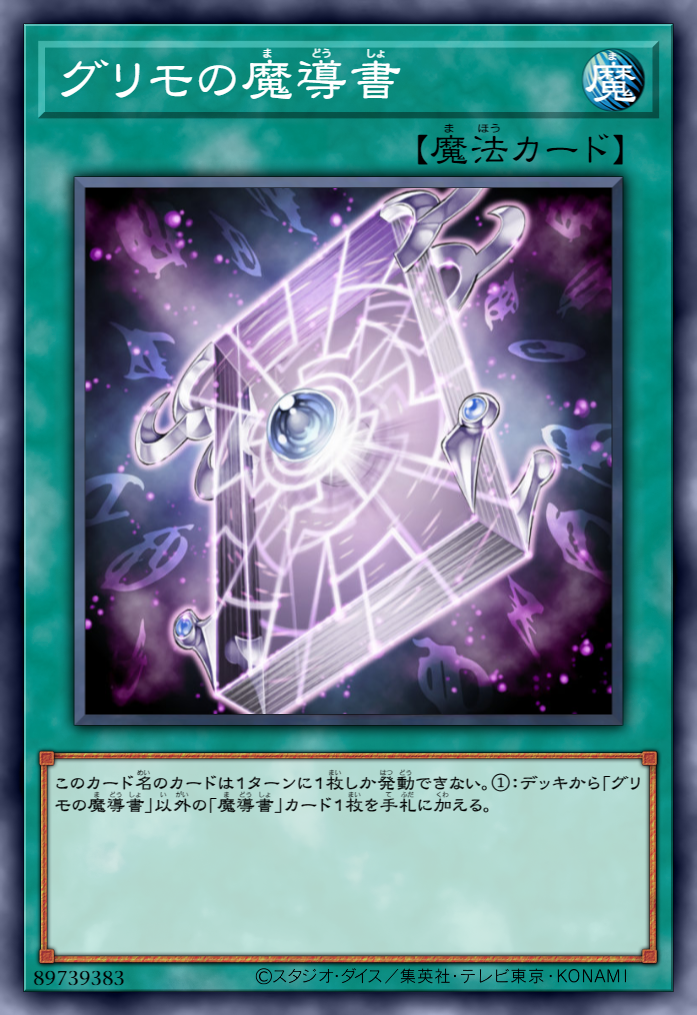 グリモの魔導書
魔
【魔法カード】
このカード名のカードは1ターンに1枚しか発動できない。①:デッキから「グリ
モの魔導書」以外の「魔導書」カード1枚を手札に加える。
89739383
©スタジオ・ダイス/集英社・テレビ東京・KONAMI